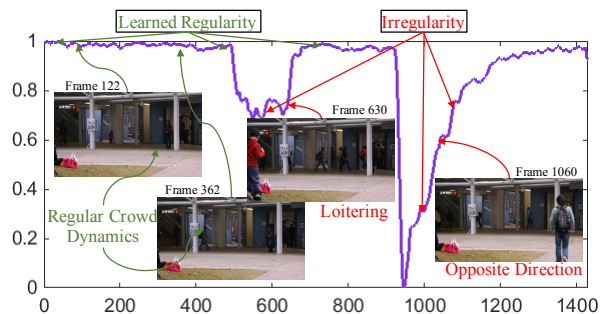 Learned Regularity
Irregularity
1
0.8
0.6
0.4
0.2
0
Frame 122
Frame 630
Frame 362
Frame 1060
Regular Crowd
Dynamics
Loitering
Opposite Direction
0
200
400
600
800
1000
1200
1400